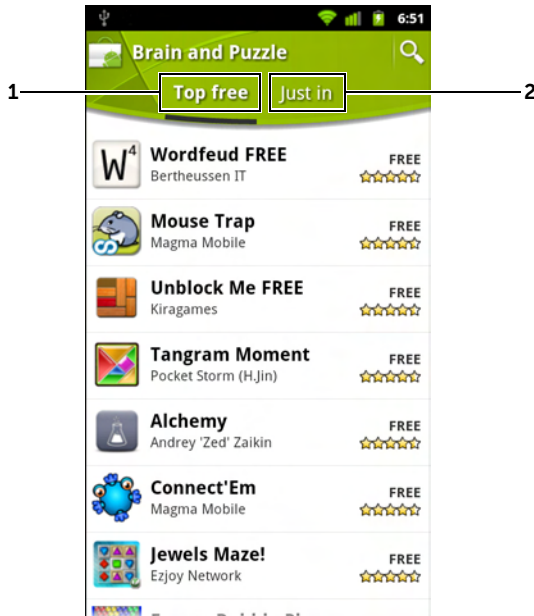 6:51
Brain and Puzzle
1 Top free Just in 2
W4
Wordfeud FREE
FREE
Bertheussen IT
Mouse Trap
FREE
Magma Mobile
Unblock Me FREE
FREE
Kiragames
Tangram Moment
FREE
Pocket Storm (H.Jin)
Alchemy
FREE
Andrey 'Zed' Zaikin
Connect'Em
FREE
Magma Mobile
Jewels Maze!
FREE
Ezjoy Network